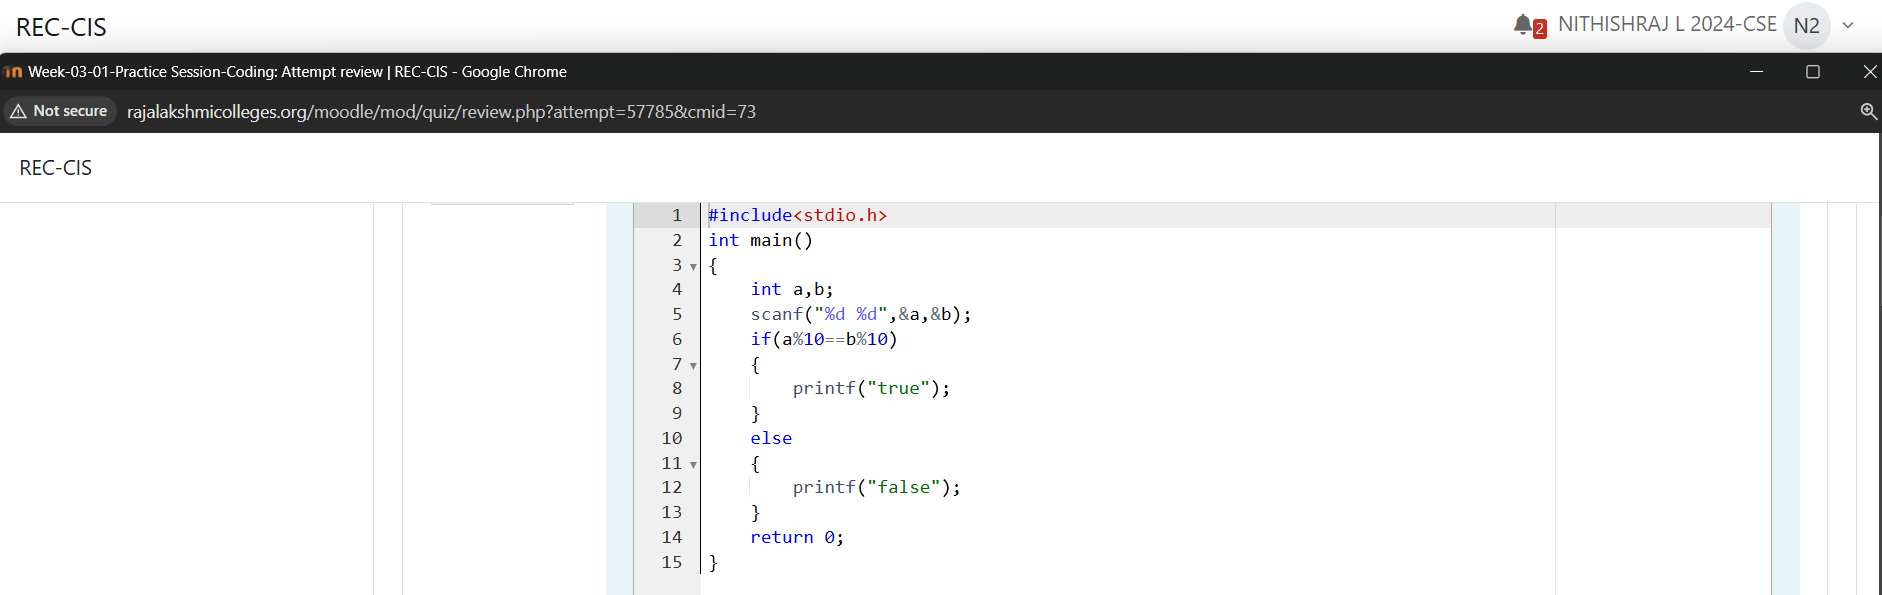 REC-CIS
2 NITHISHRAJ L 2024-CSE N2
Week-03-01-Practice Session-Coding: Attempt review | REC-CIS - Google Chrome
Not secure rajalakshmicolleges.org/moodle/mod/quiz/review.php?attempt=57785&cmid=73
REC-CIS
1 #include<stdio.h>
2 int main()
3 {
4 int a,b;
5 scanf("%d %d",&a,&b);
6 if(a%10==b%10)
7 {
8 printf("true");
9 }
10 else
11 {
12 printf("false");
13 }
14 return 0;
15 }